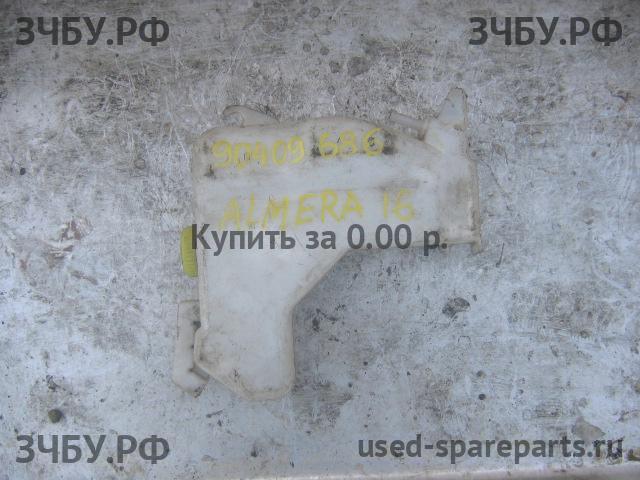 ЗЧБУ.РФ ЗЧБУ.РФ
90409 686
ALMERA 16
Купить за 0.00 р.
ЗЧБУ.РФ used-spareparts.ru